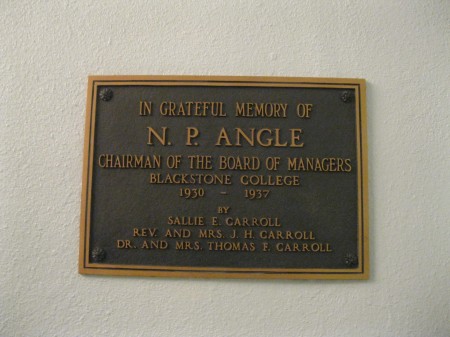 IN GRATEFUL MEMORY OF
N. P. ANGLE
CHAIRMAN OF THE BOARD OF MANAGERS
BLACKSTONE COLLEGE
1930 - 1937
BY
SALLIE E. CARROLL
REV. AND MRS. J. H. CARROLL
DR. AND MRS. THOMAS F. CARROLL